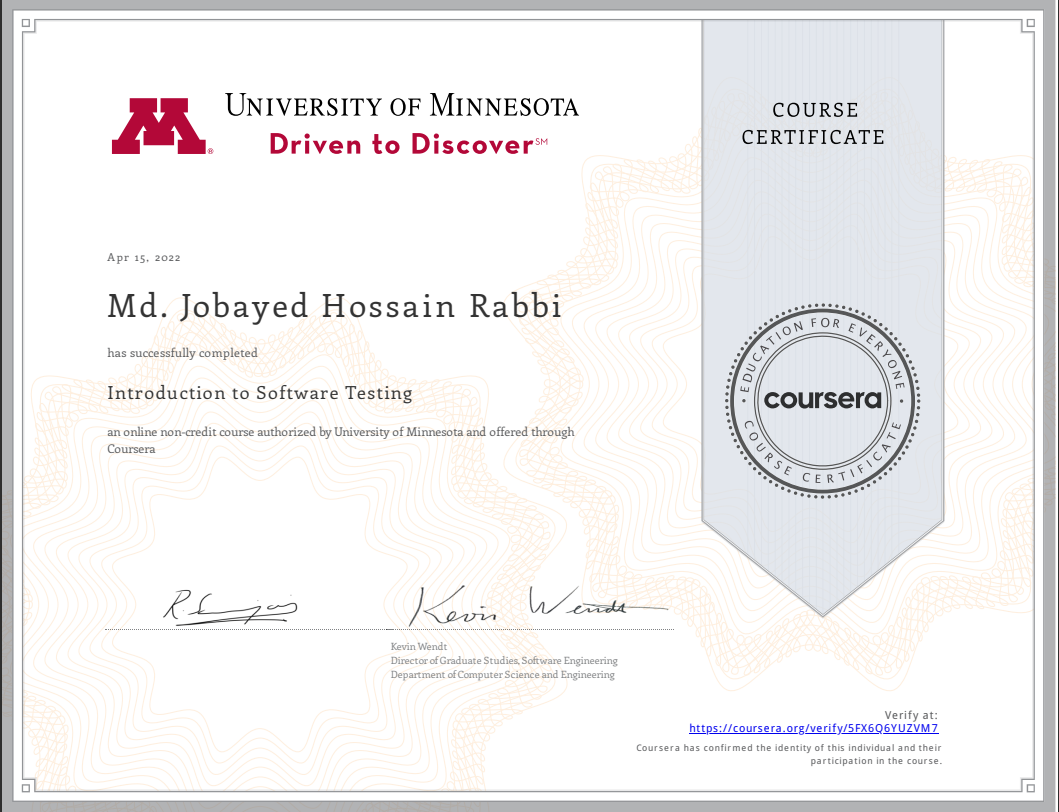 UNIVERSITY OF MINNESOTA
Driven to Discover℠
®
COURSE
CERTIFICATE
Apr 15, 2022
Md. Jobayed Hossain Rabbi
has successfully completed
Introduction to Software Testing
an online non-credit course authorized by University of Minnesota and offered through
Coursera
EDUCATION FOR EVERYONE
coursera
COURSE CERTIFICATE
Kevin Wendt
Kevin Wendt
Director of Graduate Studies, Software Engineering
Department of Computer Science and Engineering
Verify at:
https://coursera.org/verify/5FX6Q6YUZVM7
Coursera has confirmed the identity of this individual and their
participation in the course.